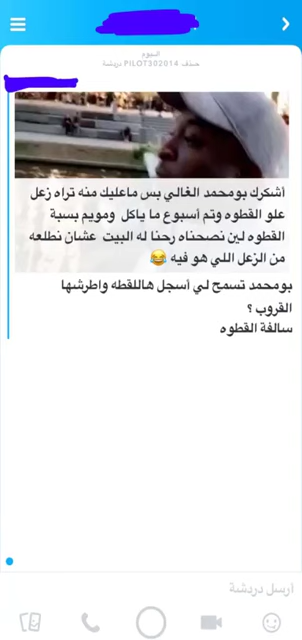 اليوم
حذف PILOT302014 دردشة
أشكرك بومحمد الغالي بس ماعليك منه تراه زعل
علو القطوه وتم أسبوع ما ياكل ومويم بسبة
القطوه لين نصحناه رحنا له البيت عشان نطلعه
من الزعل اللي هو فيه 😂
بومحمد تسمح لي أسجل هاللقطه واطرشها
القروب ؟
سالفة القطوه
أرسل دردشة